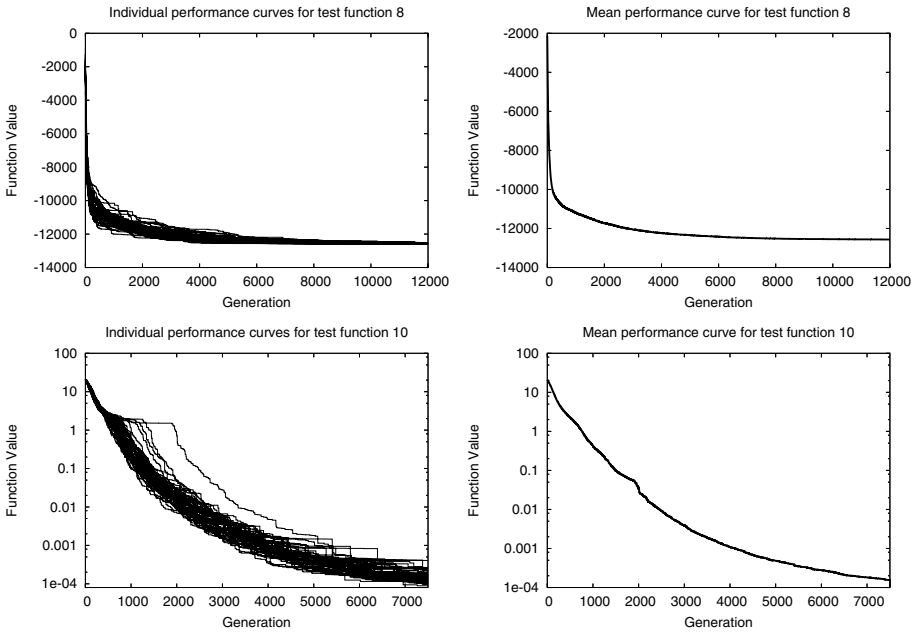 Individual performance curves for test function 8
0
-2000
-4000
-6000
-8000
-10000
-12000
-14000
Function Value
0 2000 4000 6000 8000 10000 12000
Generation
Mean performance curve for test function 8
-2000
-4000
-6000
-8000
-10000
-12000
-14000
Function Value
0 2000 4000 6000 8000 10000 12000
Generation
Individual performance curves for test function 10
100
10
1
0.1
0.01
0.001
1e-04
Function Value
0 1000 2000 3000 4000 5000 6000 7000
Generation
Mean performance curve for test function 10
100
10
1
0.1
0.01
0.001
1e-04
Function Value
0 1000 2000 3000 4000 5000 6000 7000
Generation